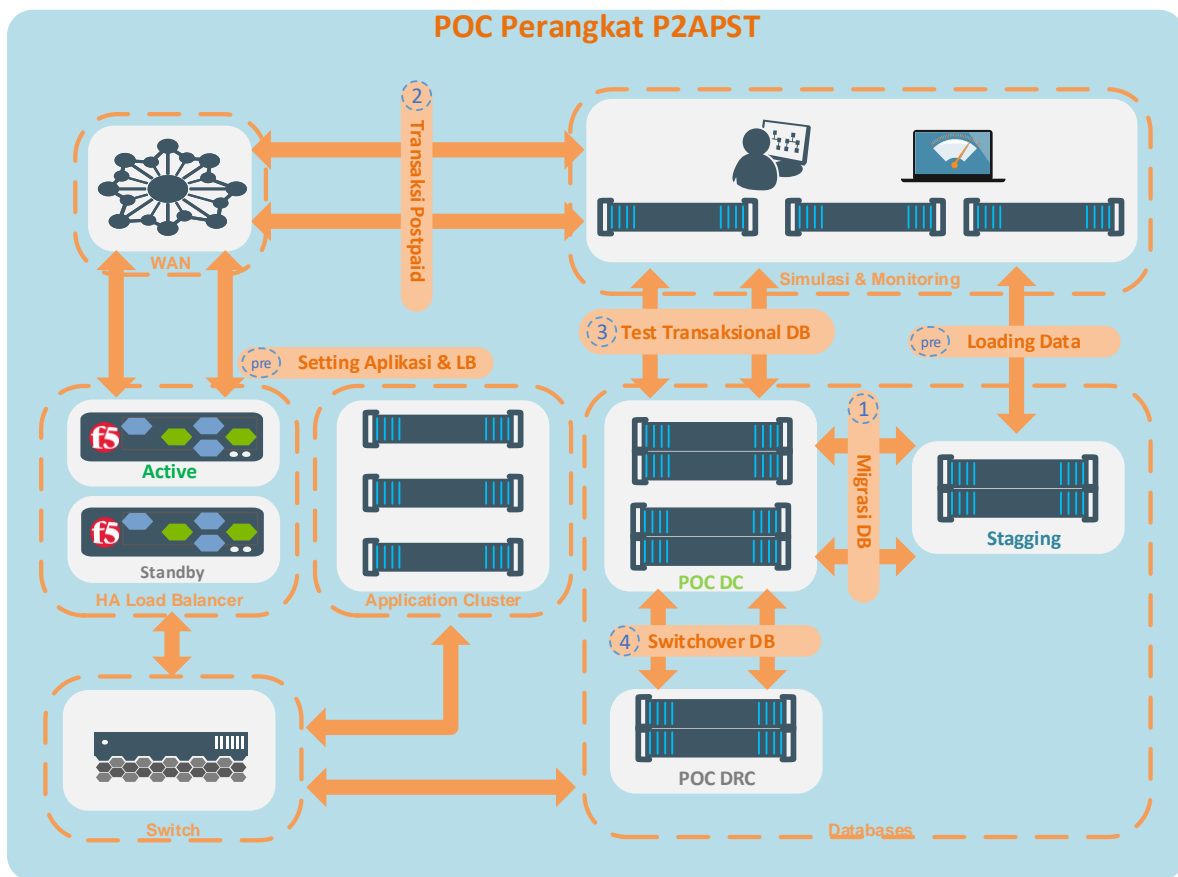 POC Perangkat P2APST
2
Transaksi Postpaid
WAN
Simulasi & Monitoring
3 Test Transaksional DB
pre Loading Data
pre Setting Aplikasi & LB
1
Migrasi DB
f5
Active
f5
Standby
HA Load Balancer
Application Cluster
POC DC
Stagging
4 Switchover DB
POC DRC
Switch
Databases